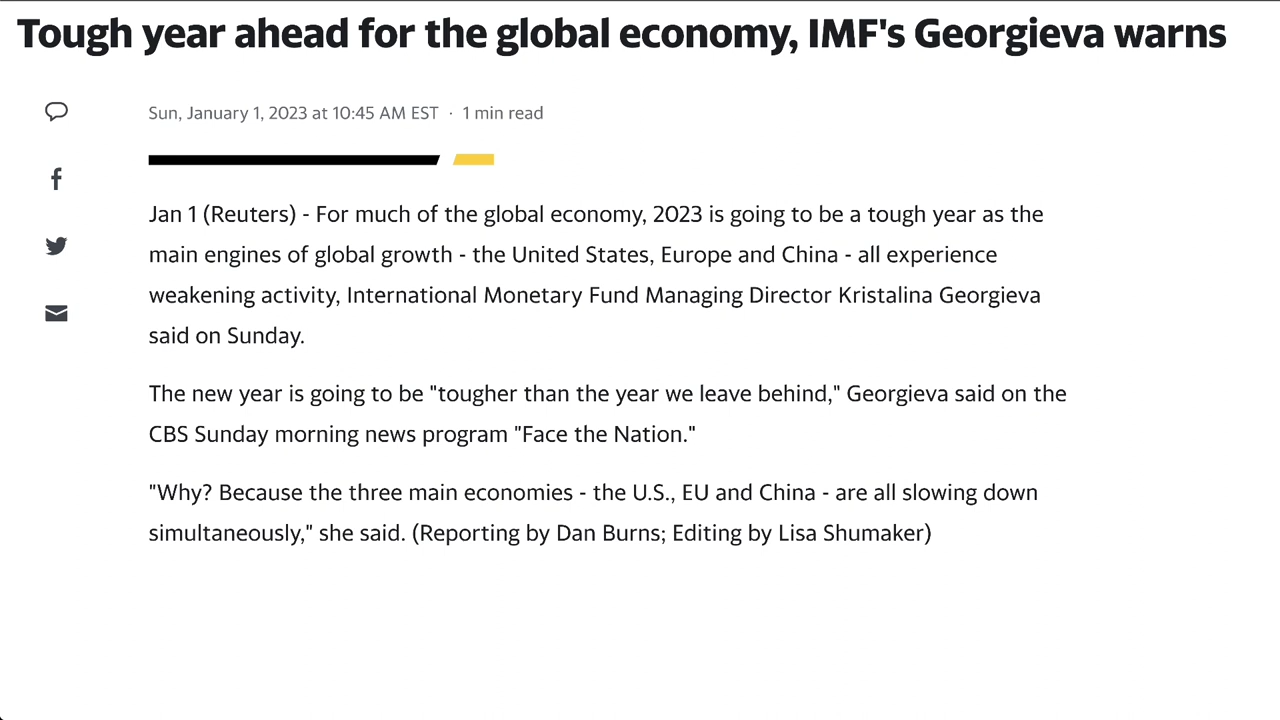 Tough year ahead for the global economy, IMF's Georgieva warns
Sun, January 1, 2023 at 10:45 AM EST · 1 min read
Jan 1 (Reuters) - For much of the global economy, 2023 is going to be a tough year as the
main engines of global growth - the United States, Europe and China - all experience
weakening activity, International Monetary Fund Managing Director Kristalina Georgieva
said on Sunday.
The new year is going to be "tougher than the year we leave behind," Georgieva said on the
CBS Sunday morning news program "Face the Nation."
"Why? Because the three main economies - the U.S., EU and China - are all slowing down
simultaneously," she said. (Reporting by Dan Burns; Editing by Lisa Shumaker)